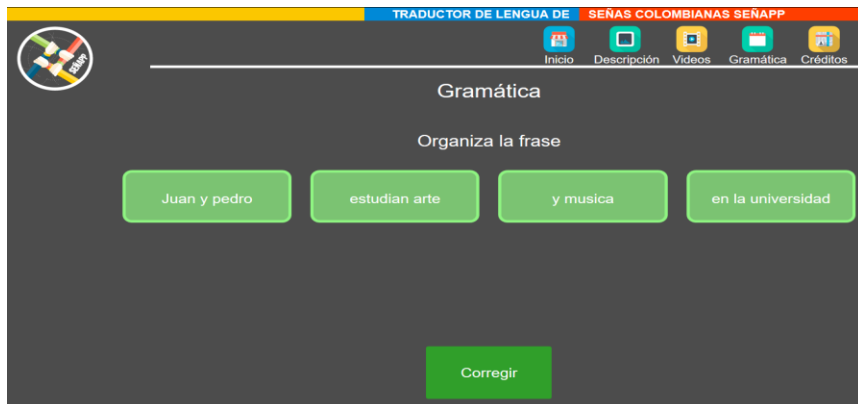 TRADUCTOR DE LENGUA DE SEÑAS COLOMBIANAS SEÑAPP
SEÑAPP
Inicio Descripción Videos Gramática Créditos
Gramática
Organiza la frase
Juan y pedro estudian arte y musica en la universidad
Corregir